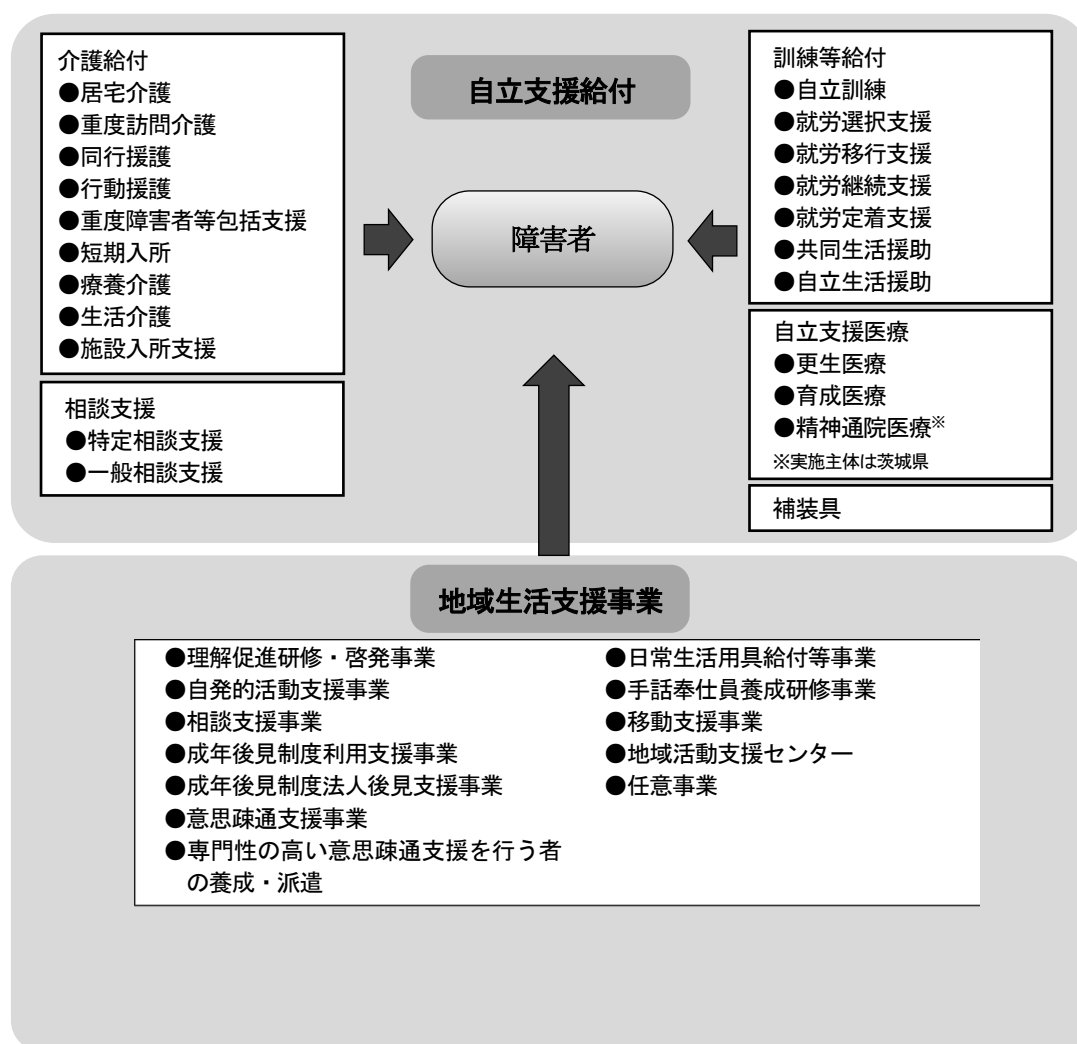 自立支援給付
介護給付
●居宅介護
●重度訪問介護
●同行援護
●行動援護
●重度障害者等包括支援
●短期入所
●療養介護
●生活介護
●施設入所支援
相談支援
●特定相談支援
●一般相談支援
障害者
訓練等給付
●自立訓練
●就労選択支援
●就労移行支援
●就労継続支援
●就労定着支援
●共同生活援助
●自立生活援助
自立支援医療
●更生医療
●育成医療
●精神通院医療※
※実施主体は茨城県
補装具
地域生活支援事業
●理解促進研修・啓発事業
●自発的活動支援事業
●相談支援事業
●成年後見制度利用支援事業
●成年後見制度法人後見支援事業
●意思疎通支援事業
●専門性の高い意思疎通支援を行う者
の養成・派遣
●日常生活用具給付等事業
●手話奉仕員養成研修事業
●移動支援事業
●地域活動支援センター
●任意事業